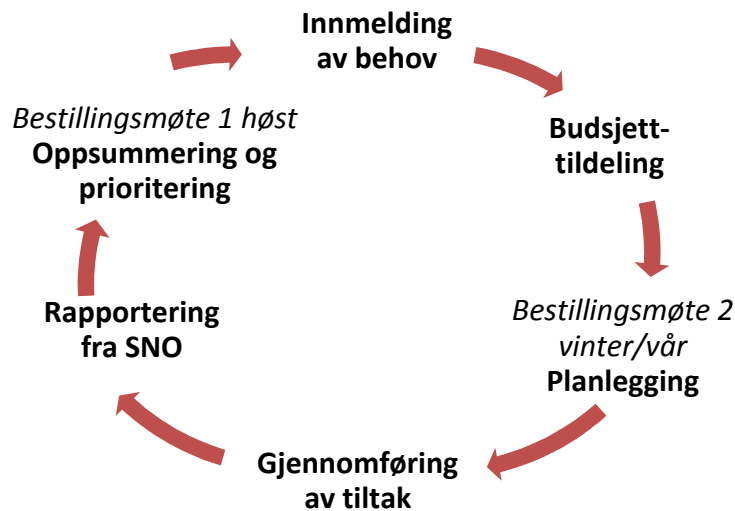 Innmelding
av behov
Budsjett-
tildeling
Bestillingsmøte 2
vinter/vår
Planlegging
Gjennomføring
av tiltak
Rapportering
fra SNO
Bestillingsmøte 1 høst
Oppsummering og
prioritering